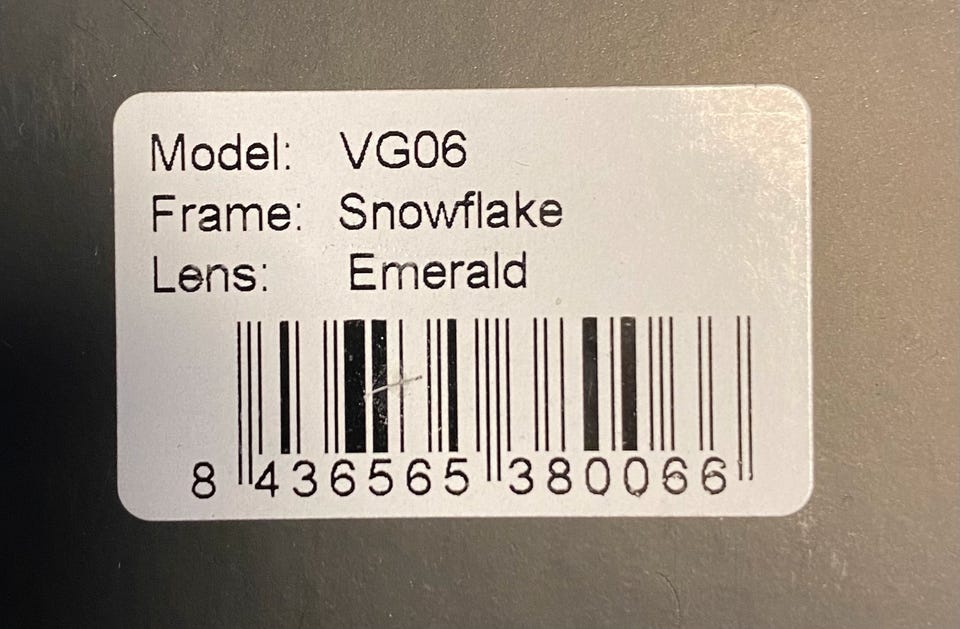 Model: VG06
Frame: Snowflake
Lens: Emerald
8 436565 380066